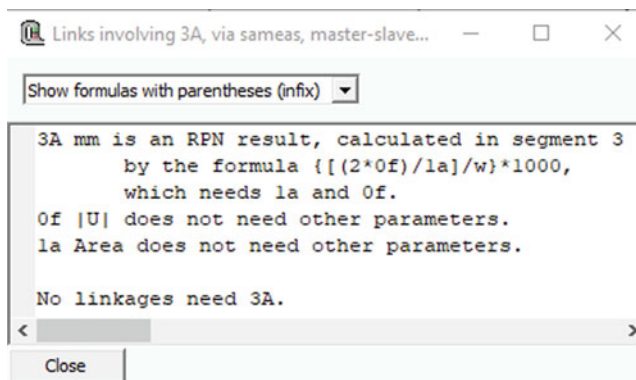 Links involving 3A, via sameas, master-slave...
Show formulas with parentheses (infix)
3A mm is an RPN result, calculated in segment 3
by the formula {[(2*0f)/1a]/w}*1000,
which needs 1a and 0f.
0f |U| does not need other parameters.
1a Area does not need other parameters.
No linkages need 3A.
Close